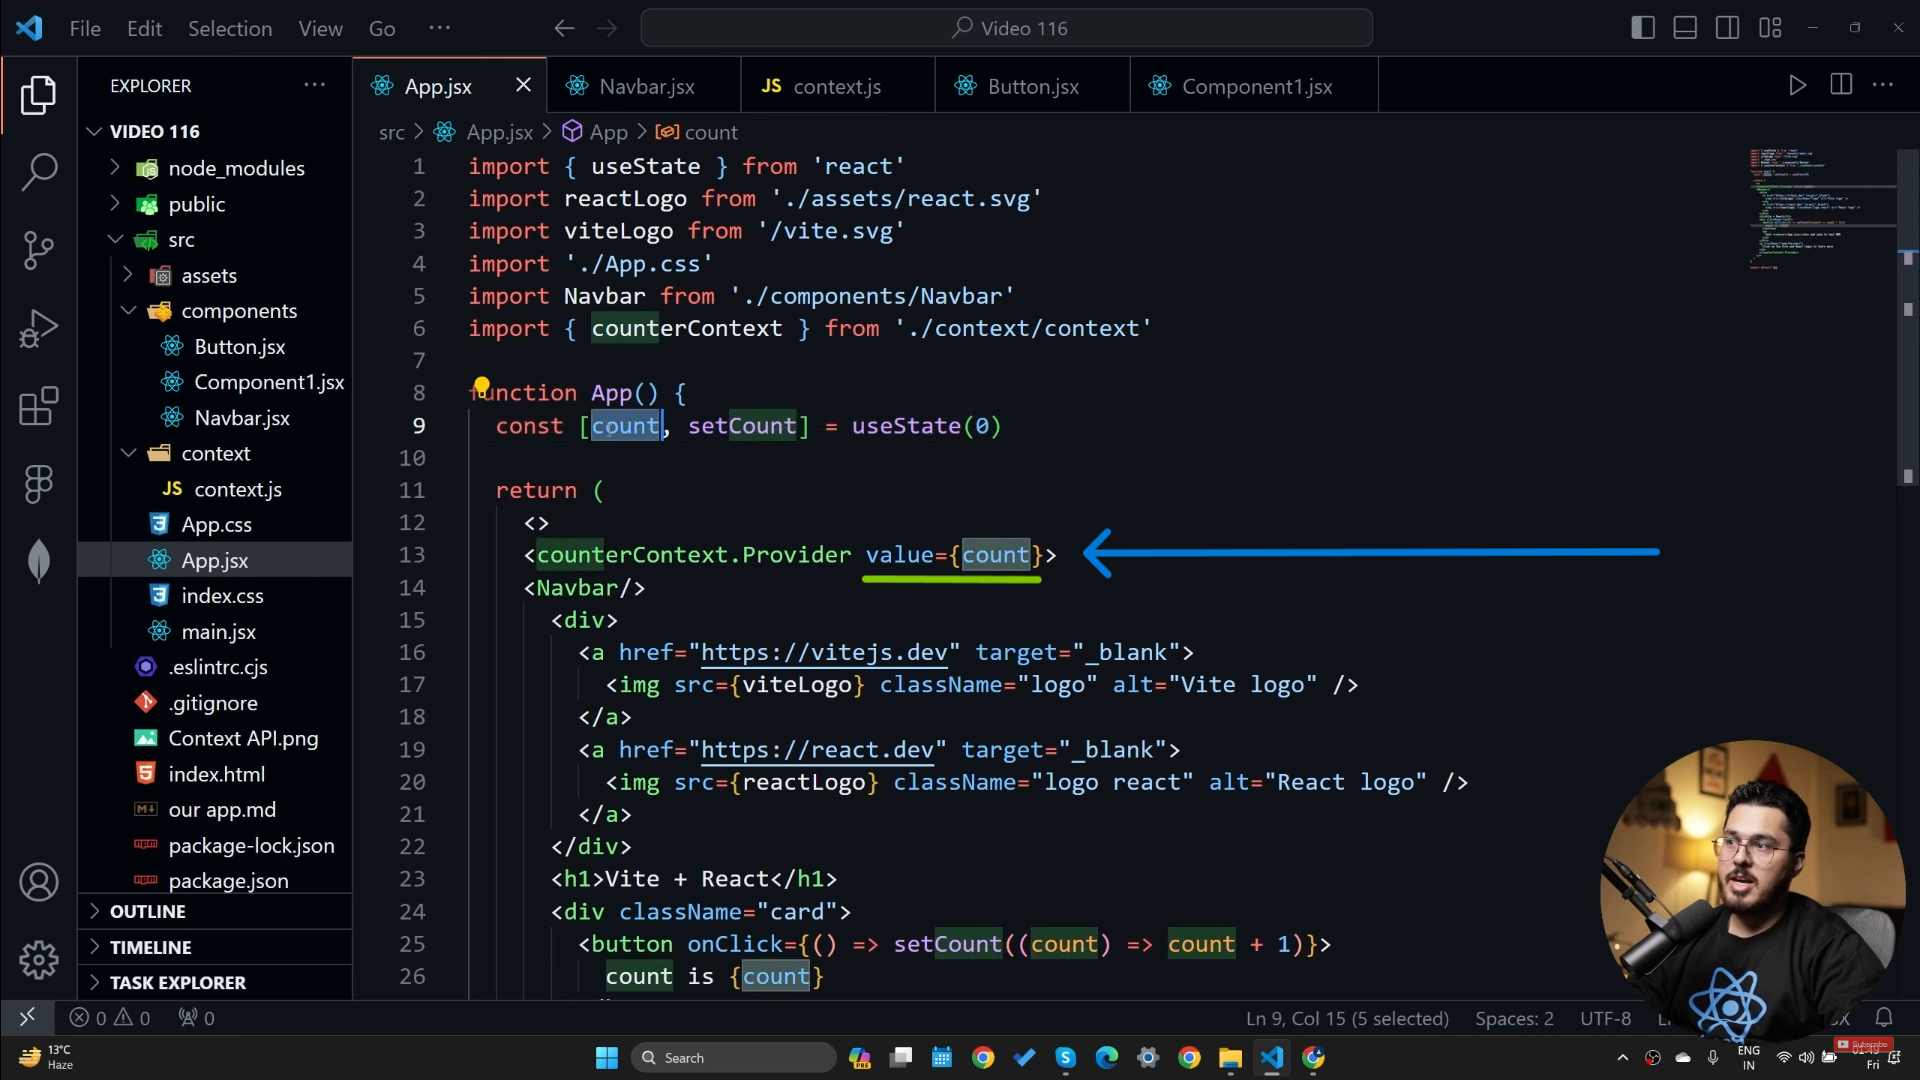 File Edit Selection View Go ··· Video 116
EXPLORER ···
VIDEO 116
node_modules
public
src
assets
components
Button.jsx
Component1.jsx
Navbar.jsx
context
JS context.js
App.css
App.jsx
index.css
main.jsx
.eslintrc.cjs
.gitignore
Context API.png
index.html
our app.md
package-lock.json
package.json
OUTLINE
TIMELINE
TASK EXPLORER
App.jsx Navbar.jsx JS context.js Button.jsx Component1.jsx
src > App.jsx > App > count
1 import { useState } from 'react'
2 import reactLogo from './assets/react.svg'
3 import viteLogo from '/vite.svg'
4 import './App.css'
5 import Navbar from './components/Navbar'
6 import { counterContext } from './context/context'
7
8 function App() {
9 const [count, setCount] = useState(0)
10
11 return (
12 <>
13 <counterContext.Provider value={count}>
14 <Navbar/>
15 <div>
16 <a href="https://vitejs.dev" target="_blank">
17 <img src={viteLogo} className="logo" alt="Vite logo" />
18 </a>
19 <a href="https://react.dev" target="_blank">
20 <img src={reactLogo} className="logo react" alt="React logo" />
21 </a>
22 </div>
23 <h1>Vite + React</h1>
24 <div className="card">
25 <button onClick={() => setCount((count) => count + 1)}>
26 count is {count}
0 0 0 Ln 9, Col 15 (5 selected) Spaces: 2 UTF-8
13°C
Haze
Search
ENG
IN
Subscribe
Fri